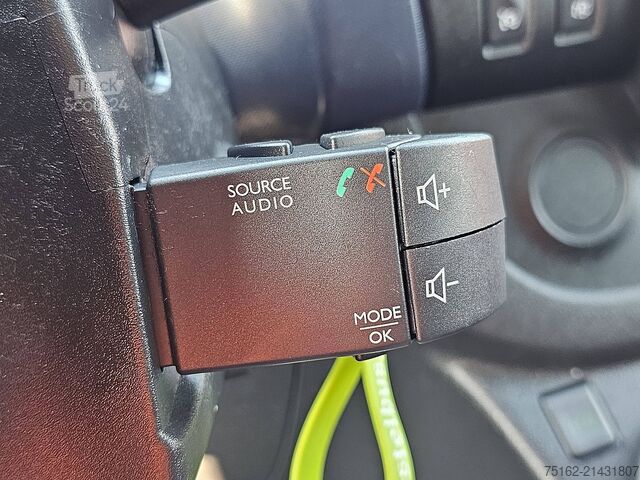 Truck
Scout24
SOURCE
AUDIO
MODE
OK
75162-21431807